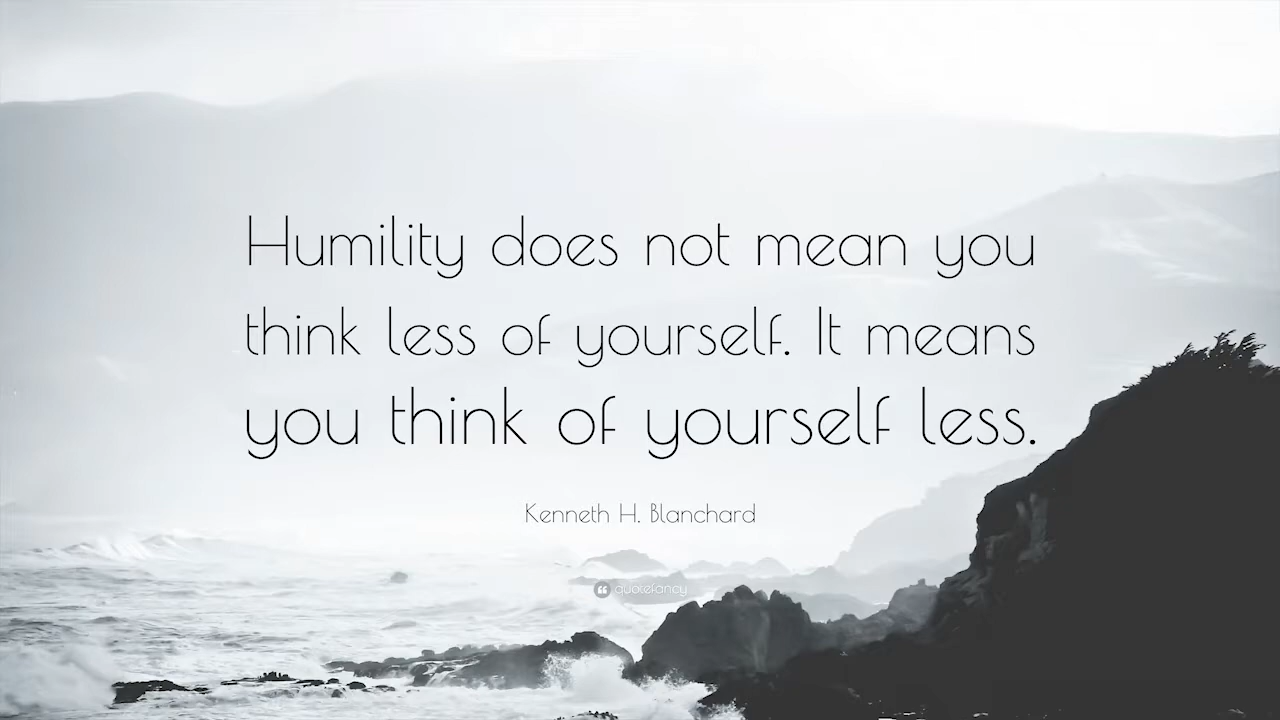 Humility does not mean you
think less of yourself. It means
you think of yourself less.
Kenneth H. Blanchard
quotefancy